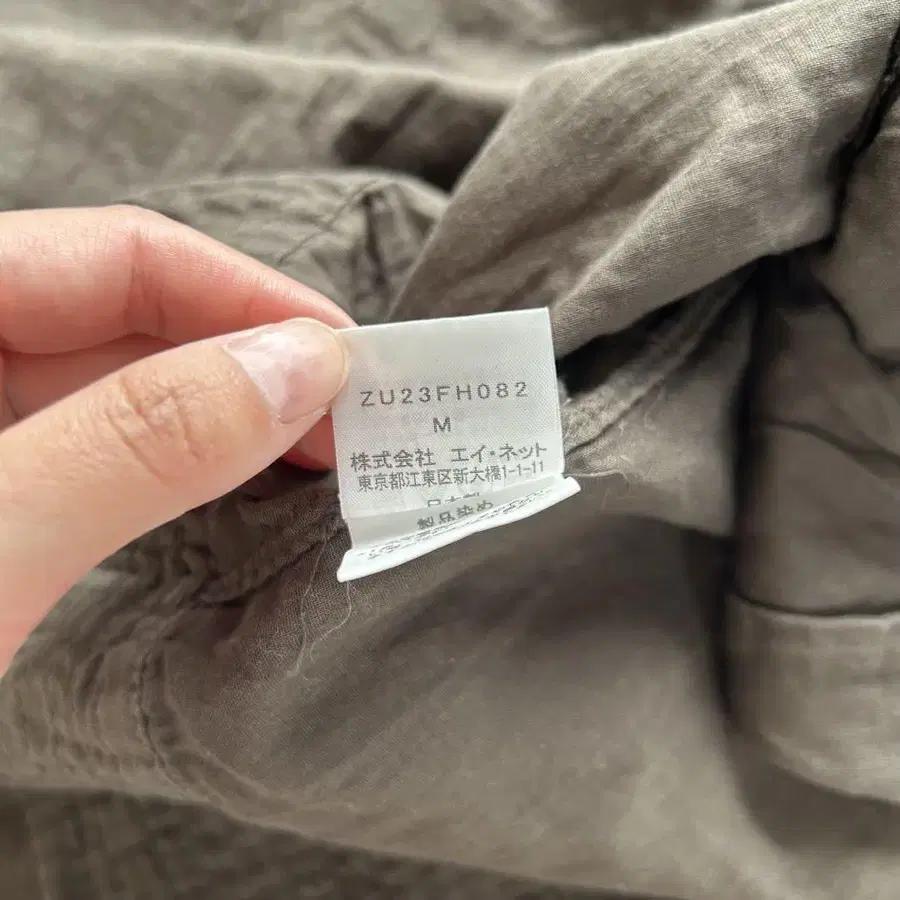 ZU23FH082
M
株式会社 エイ・ネット
東京都江東区新大橋1-1-11
日本製
製品染め